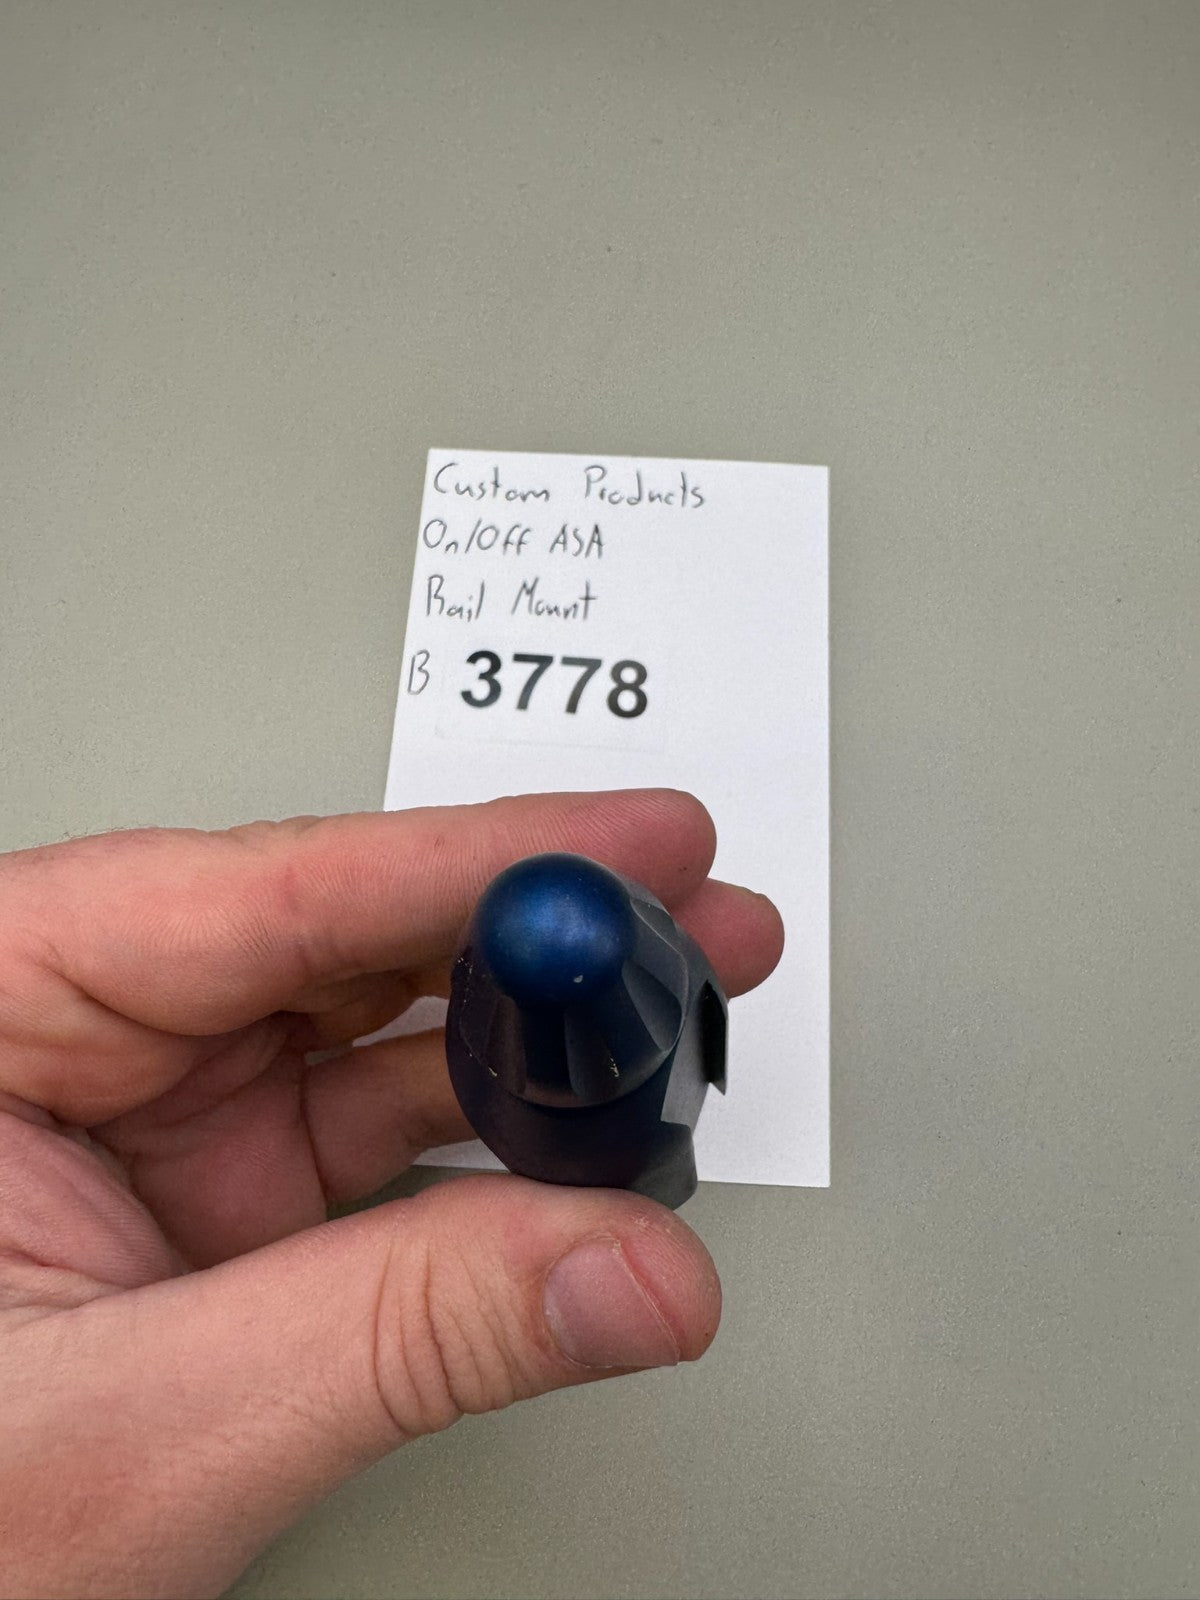 Custom Products
On/Off ASA
Rail Mount
B 3778